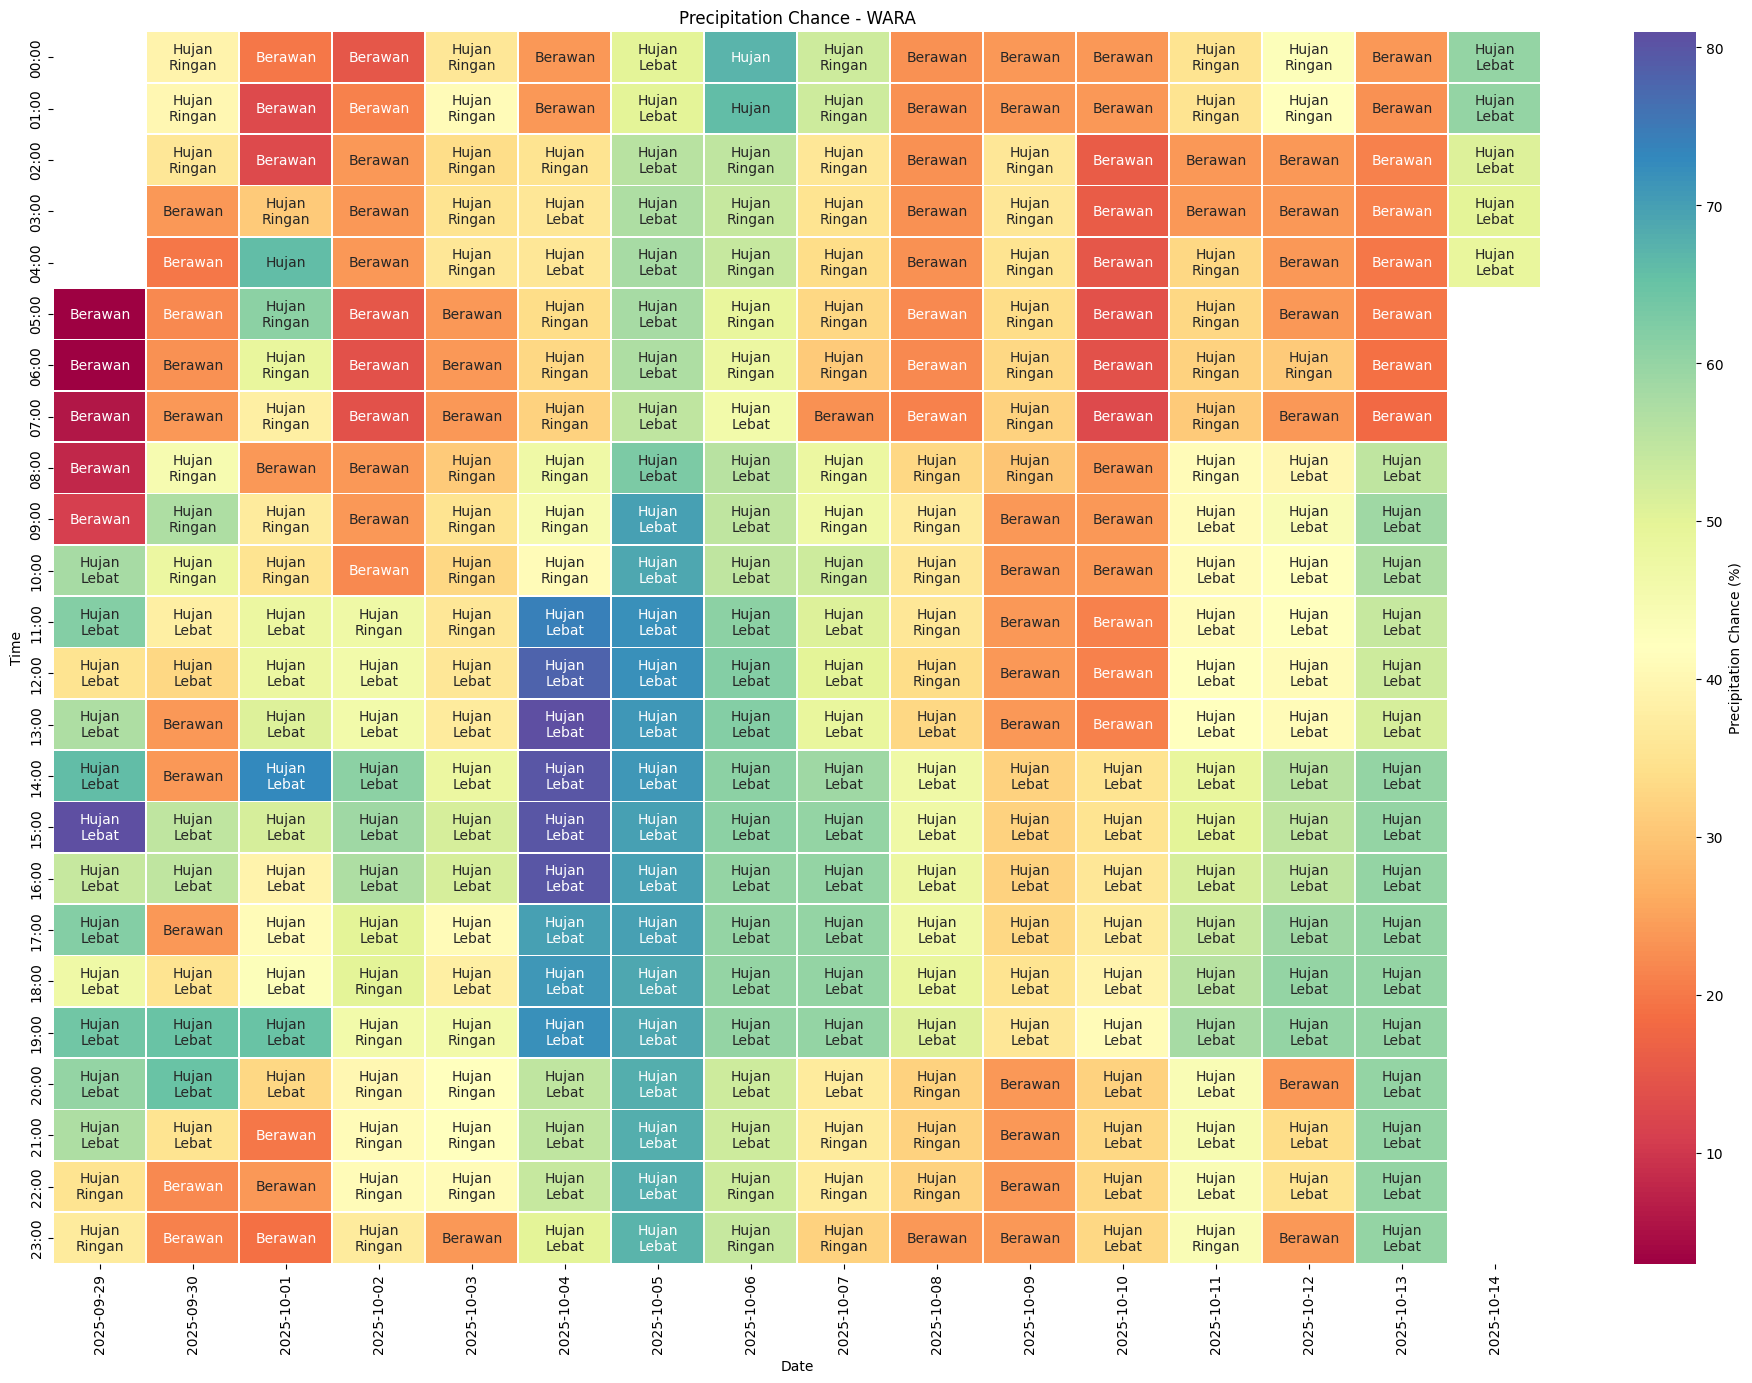 Precipitation Chance - WARA
00:00 Hujan Ringan Berawan Berawan Hujan Ringan Berawan Hujan Lebat Hujan Hujan Ringan Berawan Berawan Berawan Hujan Ringan Hujan Ringan Berawan Hujan Lebat
01:00 Hujan Ringan Berawan Berawan Hujan Ringan Berawan Hujan Lebat Hujan Hujan Ringan Berawan Berawan Berawan Hujan Ringan Hujan Ringan Berawan Hujan Lebat
02:00 Hujan Ringan Berawan Berawan Hujan Ringan Hujan Ringan Hujan Lebat Hujan Ringan Hujan Ringan Berawan Hujan Ringan Berawan Berawan Berawan Berawan Hujan Lebat
03:00 Berawan Hujan Ringan Berawan Hujan Ringan Hujan Lebat Hujan Lebat Hujan Ringan Hujan Ringan Berawan Hujan Ringan Berawan Berawan Berawan Berawan Hujan Lebat
04:00 Berawan Hujan Berawan Hujan Ringan Hujan Lebat Hujan Lebat Hujan Ringan Hujan Ringan Berawan Hujan Ringan Berawan Hujan Ringan Berawan Berawan Hujan Lebat
05:00 Berawan Berawan Hujan Ringan Berawan Berawan Hujan Ringan Hujan Lebat Hujan Ringan Hujan Ringan Berawan Hujan Ringan Berawan Hujan Ringan Berawan Berawan
06:00 Berawan Berawan Hujan Ringan Berawan Berawan Hujan Ringan Hujan Lebat Hujan Ringan Hujan Ringan Berawan Hujan Ringan Berawan Hujan Ringan Hujan Ringan Berawan
07:00 Berawan Berawan Hujan Ringan Berawan Berawan Hujan Ringan Hujan Lebat Hujan Lebat Berawan Berawan Hujan Ringan Berawan Hujan Ringan Berawan Berawan
08:00 Berawan Hujan Ringan Berawan Berawan Hujan Ringan Hujan Ringan Hujan Lebat Hujan Lebat Hujan Ringan Hujan Ringan Hujan Ringan Berawan Hujan Ringan Hujan Lebat Hujan Lebat
09:00 Berawan Hujan Ringan Hujan Ringan Berawan Hujan Ringan Hujan Ringan Hujan Lebat Hujan Lebat Hujan Ringan Hujan Ringan Berawan Berawan Hujan Lebat Hujan Lebat Hujan Lebat
10:00 Hujan Lebat Hujan Ringan Hujan Ringan Berawan Hujan Ringan Hujan Ringan Hujan Lebat Hujan Lebat Hujan Ringan Hujan Ringan Berawan Berawan Hujan Lebat Hujan Lebat Hujan Lebat
11:00 Hujan Lebat Hujan Lebat Hujan Lebat Hujan Ringan Hujan Ringan Hujan Lebat Hujan Lebat Hujan Lebat Hujan Lebat Hujan Ringan Berawan Berawan Hujan Lebat Hujan Lebat Hujan Lebat
12:00 Hujan Lebat Hujan Lebat Hujan Lebat Hujan Lebat Hujan Lebat Hujan Lebat Hujan Lebat Hujan Lebat Hujan Lebat Hujan Ringan Berawan Berawan Hujan Lebat Hujan Lebat Hujan Lebat
13:00 Hujan Lebat Berawan Hujan Lebat Hujan Lebat Hujan Lebat Hujan Lebat Hujan Lebat Hujan Lebat Hujan Lebat Hujan Lebat Berawan Berawan Hujan Lebat Hujan Lebat Hujan Lebat
14:00 Hujan Lebat Berawan Hujan Lebat Hujan Lebat Hujan Lebat Hujan Lebat Hujan Lebat Hujan Lebat Hujan Lebat Hujan Lebat Hujan Lebat Hujan Lebat Hujan Lebat Hujan Lebat Hujan Lebat
15:00 Hujan Lebat Hujan Lebat Hujan Lebat Hujan Lebat Hujan Lebat Hujan Lebat Hujan Lebat Hujan Lebat Hujan Lebat Hujan Lebat Hujan Lebat Hujan Lebat Hujan Lebat Hujan Lebat Hujan Lebat
16:00 Hujan Lebat Hujan Lebat Hujan Lebat Hujan Lebat Hujan Lebat Hujan Lebat Hujan Lebat Hujan Lebat Hujan Lebat Hujan Lebat Hujan Lebat Hujan Lebat Hujan Lebat Hujan Lebat Hujan Lebat
17:00 Hujan Lebat Berawan Hujan Lebat Hujan Lebat Hujan Lebat Hujan Lebat Hujan Lebat Hujan Lebat Hujan Lebat Hujan Lebat Hujan Lebat Hujan Lebat Hujan Lebat Hujan Lebat Hujan Lebat
18:00 Hujan Lebat Hujan Lebat Hujan Lebat Hujan Ringan Hujan Lebat Hujan Lebat Hujan Lebat Hujan Lebat Hujan Lebat Hujan Lebat Hujan Lebat Hujan Lebat Hujan Lebat Hujan Lebat Hujan Lebat
19:00 Hujan Lebat Hujan Lebat Hujan Lebat Hujan Ringan Hujan Ringan Hujan Lebat Hujan Lebat Hujan Lebat Hujan Lebat Hujan Lebat Hujan Lebat Hujan Lebat Hujan Lebat Hujan Lebat Hujan Lebat
20:00 Hujan Lebat Hujan Lebat Hujan Lebat Hujan Ringan Hujan Ringan Hujan Lebat Hujan Lebat Hujan Lebat Hujan Lebat Hujan Ringan Berawan Hujan Lebat Hujan Lebat Berawan Hujan Lebat
21:00 Hujan Lebat Hujan Lebat Berawan Hujan Ringan Hujan Ringan Hujan Lebat Hujan Lebat Hujan Lebat Hujan Ringan Hujan Ringan Berawan Hujan Lebat Hujan Lebat Hujan Lebat Hujan Lebat
22:00 Hujan Ringan Berawan Berawan Hujan Ringan Hujan Ringan Hujan Lebat Hujan Lebat Hujan Ringan Hujan Ringan Hujan Ringan Berawan Hujan Lebat Hujan Lebat Hujan Lebat Hujan Lebat
23:00 Hujan Ringan Berawan Berawan Hujan Ringan Berawan Hujan Lebat Hujan Lebat Hujan Ringan Hujan Ringan Berawan Berawan Hujan Lebat Hujan Ringan Berawan Hujan Lebat
Time
2025-09-29 2025-09-30 2025-10-01 2025-10-02 2025-10-03 2025-10-04 2025-10-05 2025-10-06 2025-10-07 2025-10-08 2025-10-09 2025-10-10 2025-10-11 2025-10-12 2025-10-13 2025-10-14
Date
80
70
60
50
40
30
20
10
Precipitation Chance (%)